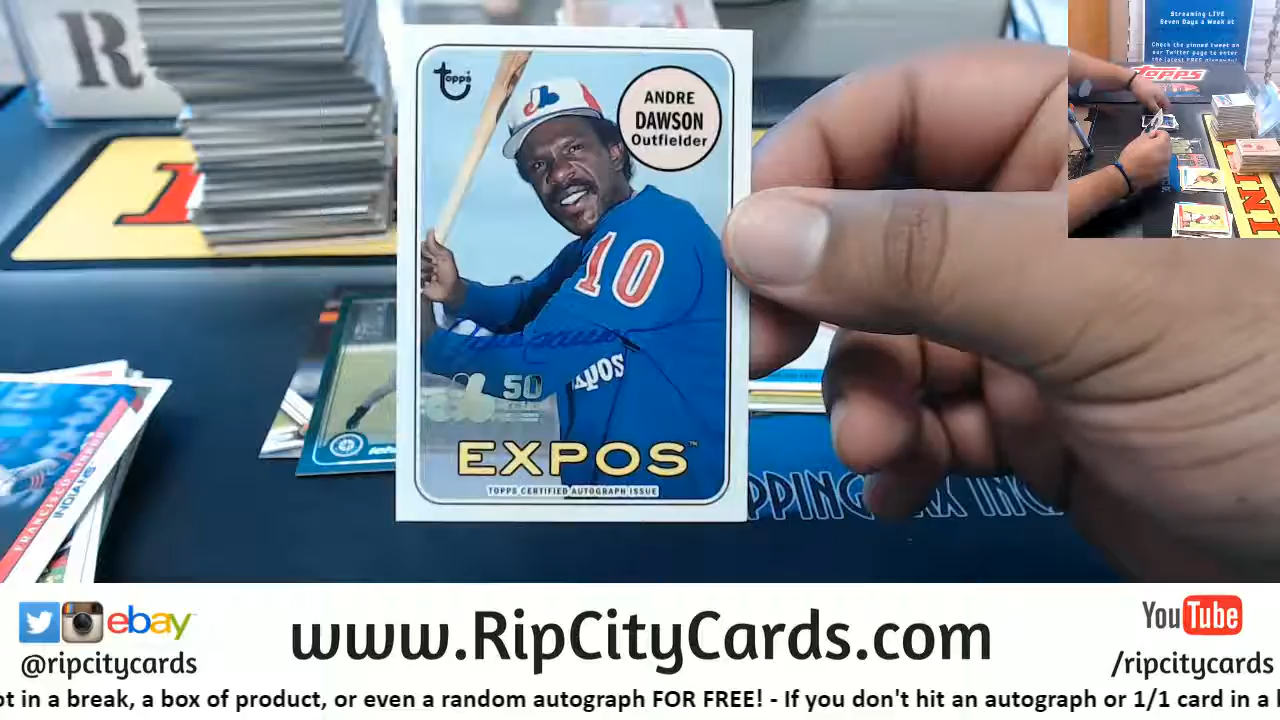 R
Streaming LIVE
Seven Days a Week at
Check the pinned tweet on
our Twitter page to enter
the latest FREE giveaway!
Topps
Topps
ANDRE
DAWSON
Outfielder
10
50
EXPOS
TOPPS CERTIFIED AUTOGRAPH ISSUE
INDIANS
PPING
INC
ebay
@ripcitycards
www.RipCityCards.com
YouTube
/ripcitycards
ot in a break, a box of product, or even a random autograph FOR FREE! - If you don't hit an autograph or 1/1 card in a